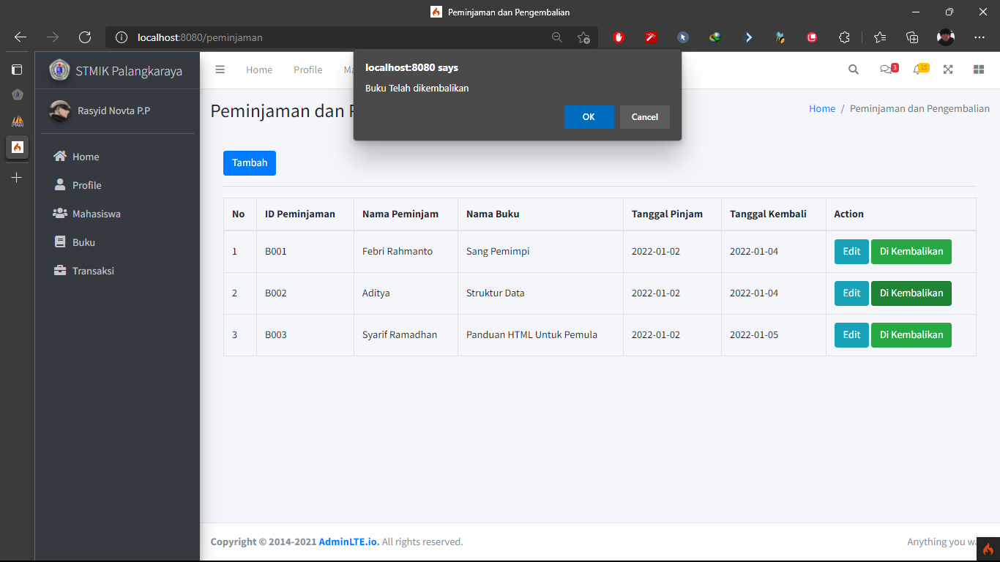 Peminjaman dan Pengembalian
localhost:8080/peminjaman
STMIK Palangkaraya
Rasyid Novta P.P
Home
Profile
Mahasiswa
Buku
Transaksi
Home Profile
3
15
localhost:8080 says
Buku Telah dikembalikan
OK Cancel
Peminjaman dan
Home / Peminjaman dan Pengembalian
Tambah
No ID Peminjaman Nama Peminjam Nama Buku Tanggal Pinjam Tanggal Kembali Action
1 B001 Febri Rahmanto Sang Pemimpi 2022-01-02 2022-01-04 Edit Di Kembalikan
2 B002 Aditya Struktur Data 2022-01-02 2022-01-04 Edit Di Kembalikan
3 B003 Syarif Ramadhan Panduan HTML Untuk Pemula 2022-01-02 2022-01-05 Edit Di Kembalikan
Copyright © 2014-2021 AdminLTE.io. All rights reserved.
Anything you